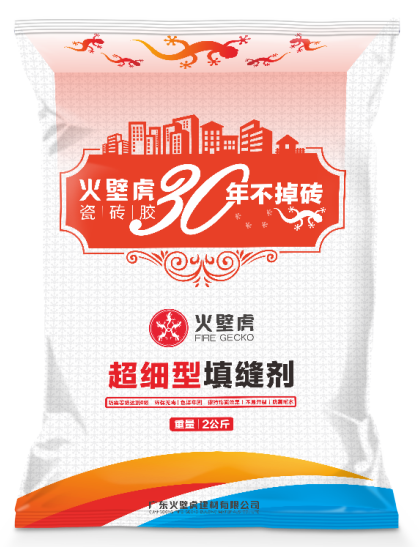 火壁虎
瓷砖胶
30年不掉砖
火壁虎
FIRE GECKO
超细型填缝剂
重量 2公斤
广东火壁虎建材有限公司